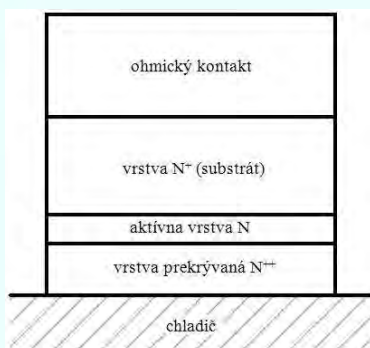 ohmický kontakt
vrstva N⁺ (substrát)
aktívna vrstva N
vrstva prekrývaná N⁺⁺
chladič